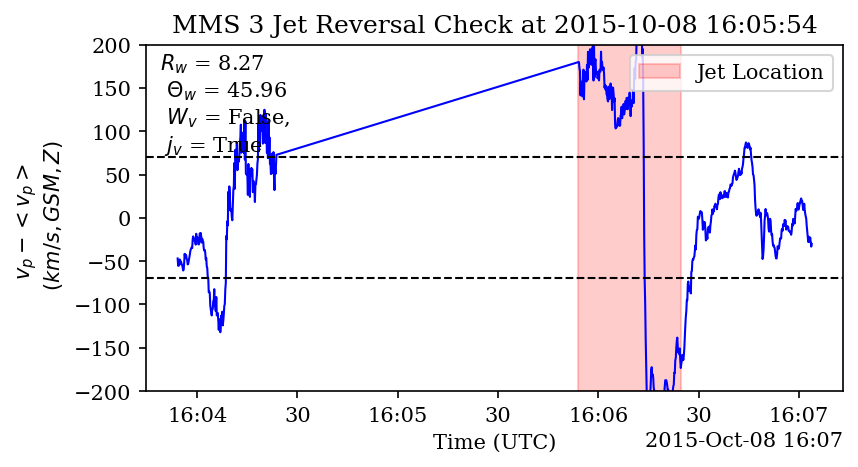 MMS 3 Jet Reversal Check at 2015-10-08 16:05:54
R_w = 8.27
Θ_w = 45.96
W_v = False,
j_v = True
Jet Location
v_p − < v_p >
(km/s, GSM, Z)
200
150
100
50
0
−50
−100
−150
−200
16:04 30 16:05 30 16:06 30 16:07
Time (UTC)
2015-Oct-08 16:07